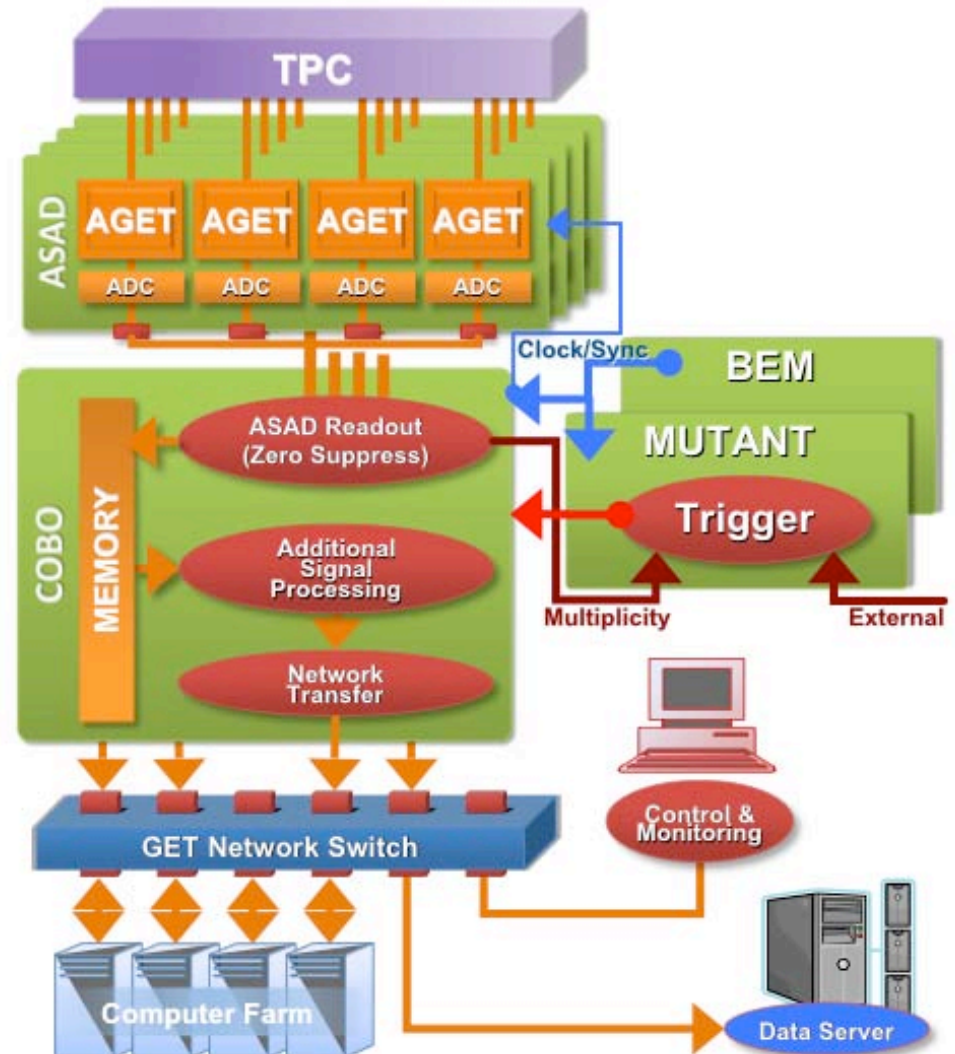 TPC
ASAD
AGET AGET AGET AGET
ADC ADC ADC ADC
Clock/Sync
BEM
MUTANT
Trigger
Multiplicity
External
COBO
MEMORY
ASAD Readout
(Zero Suppress)
Additional
Signal
Processing
Network
Transfer
Control &
Monitoring
GET Network Switch
Computer Farm
Data Server